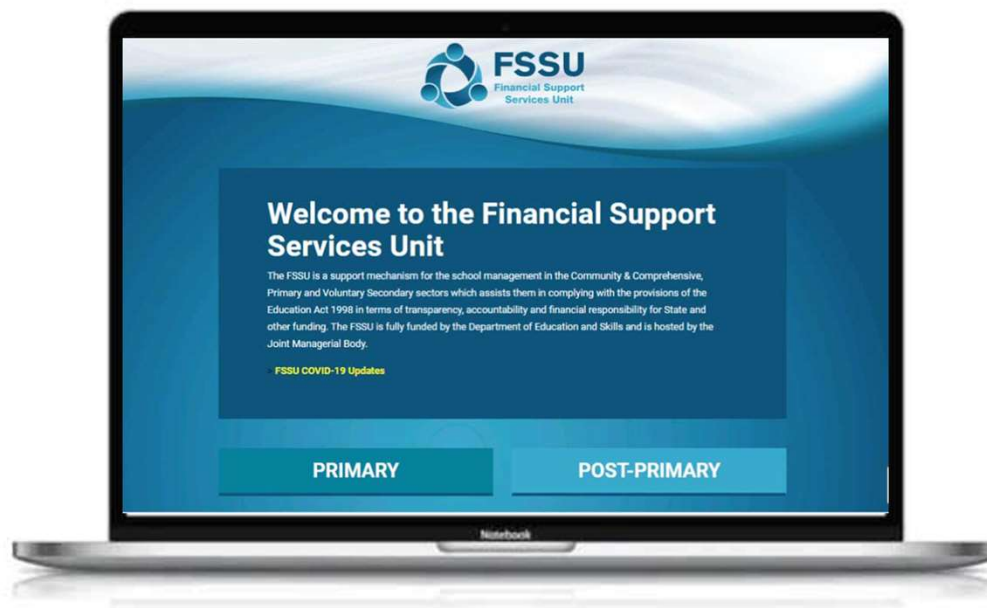 FSSU
Financial Support
Services Unit
Welcome to the Financial Support
Services Unit
The FSSU is a support mechanism for the school management in the Community & Comprehensive,
Primary and Voluntary Secondary sectors which assists them in complying with the provisions of the
Education Act 1998 in terms of transparency, accountability and financial responsibility for State and
other funding. The FSSU is fully funded by the Department of Education and Skills and is hosted by the
Joint Managerial Body.
> FSSU COVID-19 Updates
PRIMARY POST-PRIMARY
Notebook